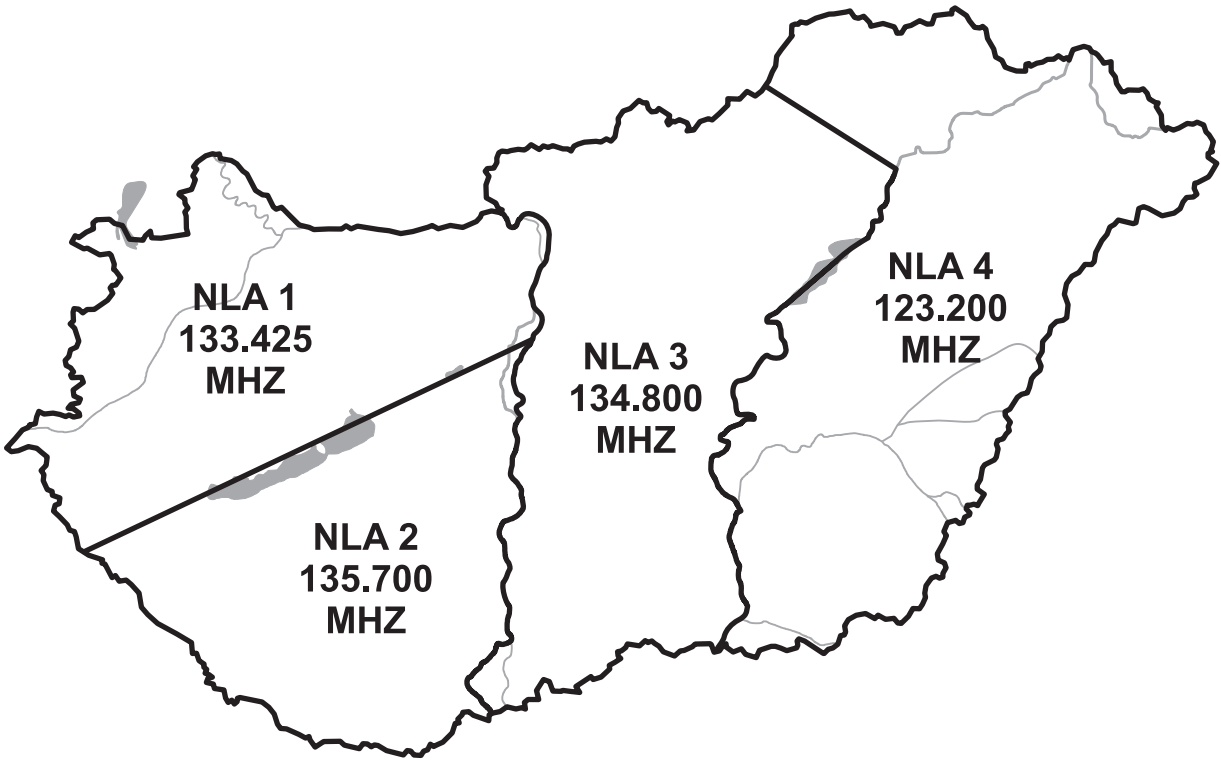 NLA 1
133.425
MHZ
NLA 2
135.700
MHZ
NLA 3
134.800
MHZ
NLA 4
123.200
MHZ